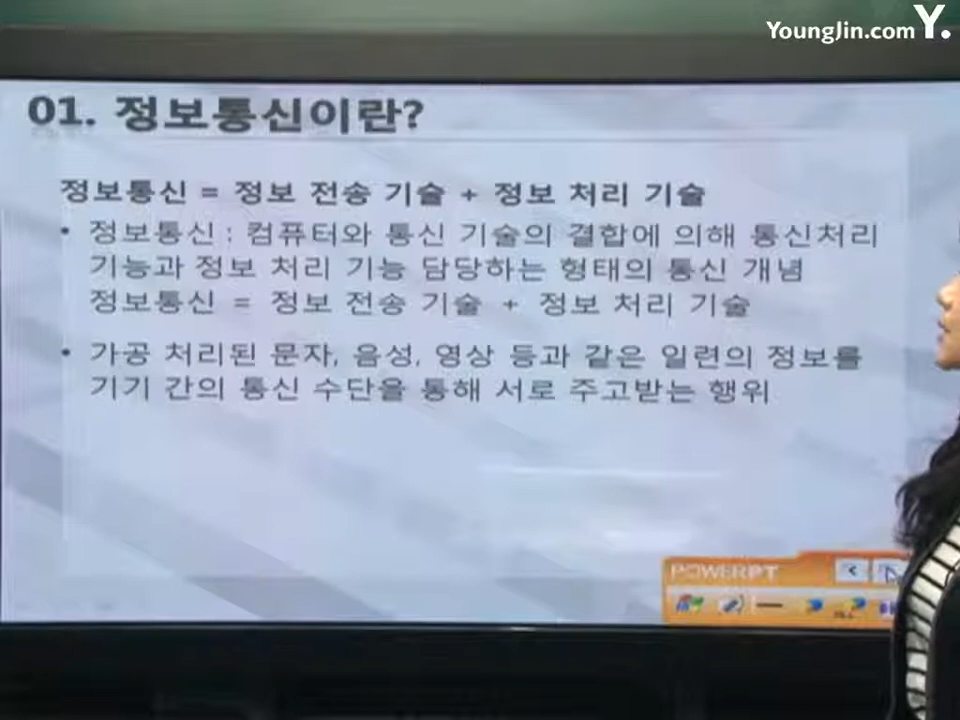 YoungJin.com Y.
01. 정보통신이란?
정보통신 = 정보 전송 기술 + 정보 처리 기술
• 정보통신 : 컴퓨터와 통신 기술의 결합에 의해 통신처리
기능과 정보 처리 기능 담당하는 형태의 통신 개념
정보통신 = 정보 전송 기술 + 정보 처리 기술
• 가공 처리된 문자, 음성, 영상 등과 같은 일련의 정보를
기기 간의 통신 수단을 통해 서로 주고받는 행위
POWERPT